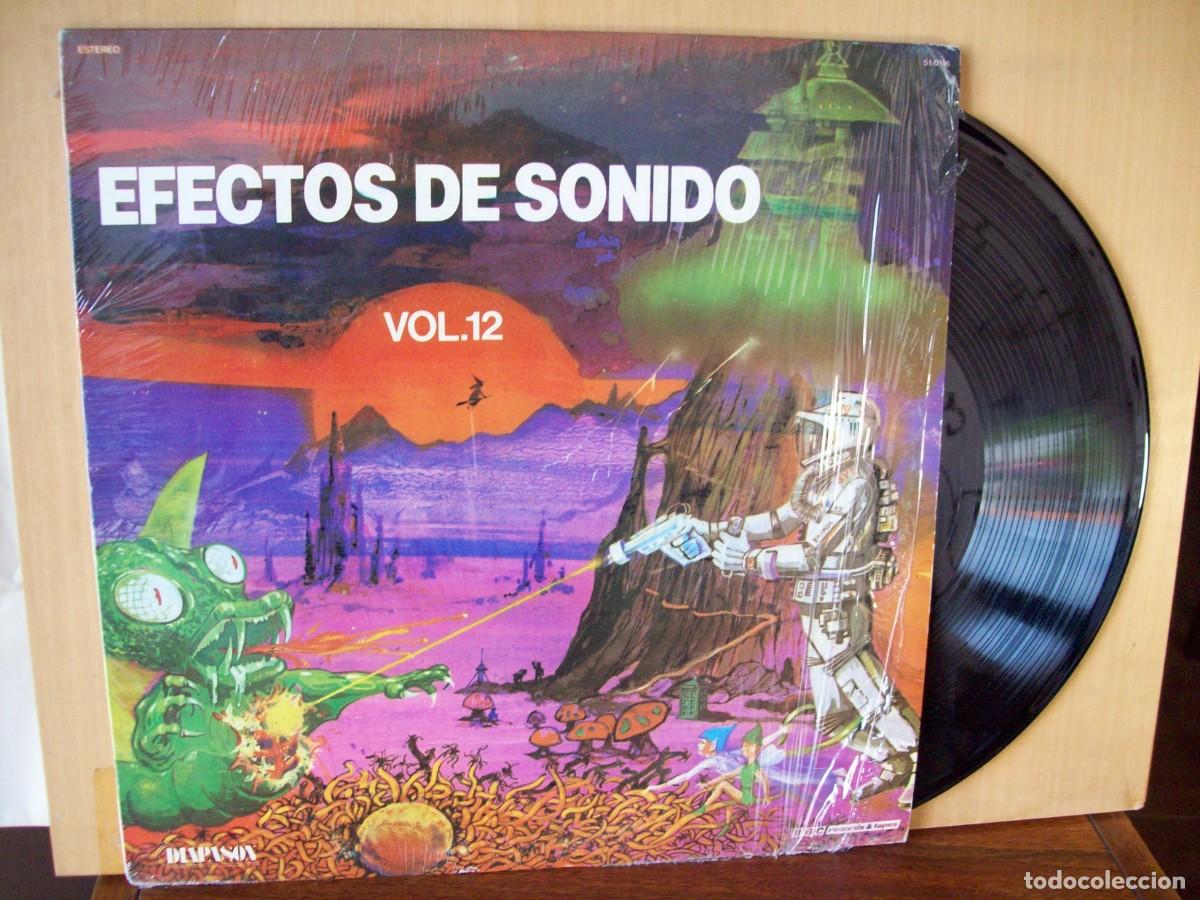 ESTEREO
EFECTOS DE SONIDO
VOL.12
DIAPASON
BBC records & tapes
todocoleccion